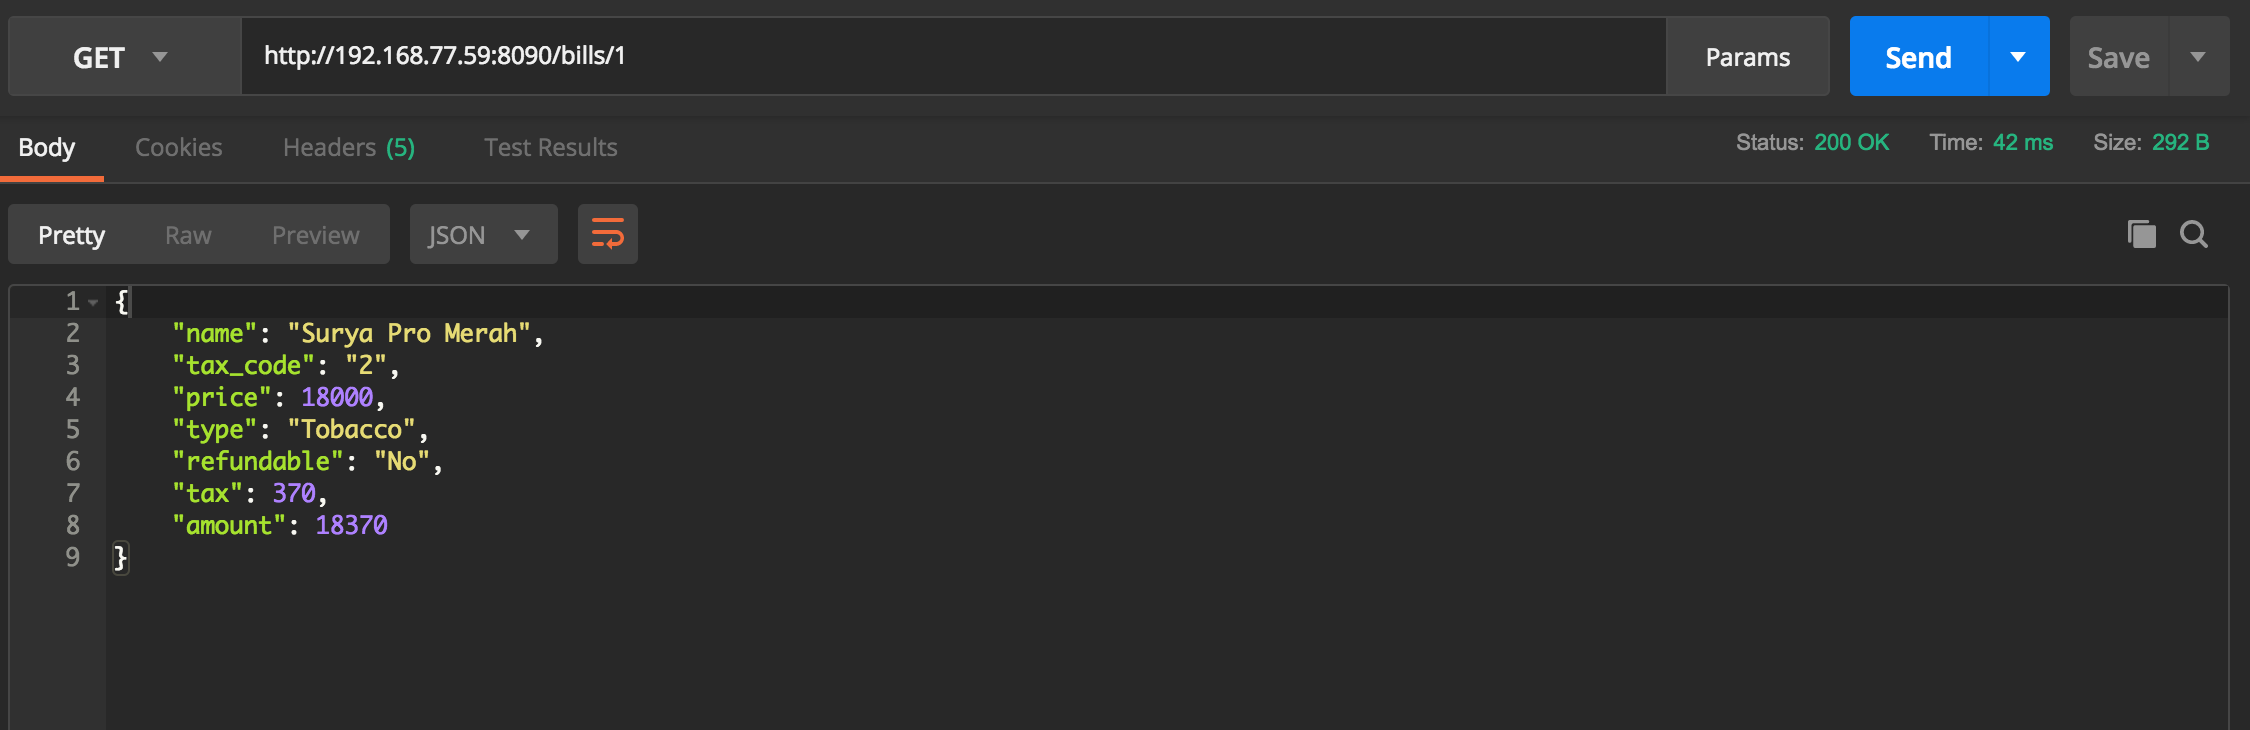 GET http://192.168.77.59:8090/bills/1 Params Send Save
Body Cookies Headers (5) Test Results Status: 200 OK Time: 42 ms Size: 292 B
Pretty Raw Preview JSON
1 {
2 "name": "Surya Pro Merah",
3 "tax_code": "2",
4 "price": 18000,
5 "type": "Tobacco",
6 "refundable": "No",
7 "tax": 370,
8 "amount": 18370
9 }